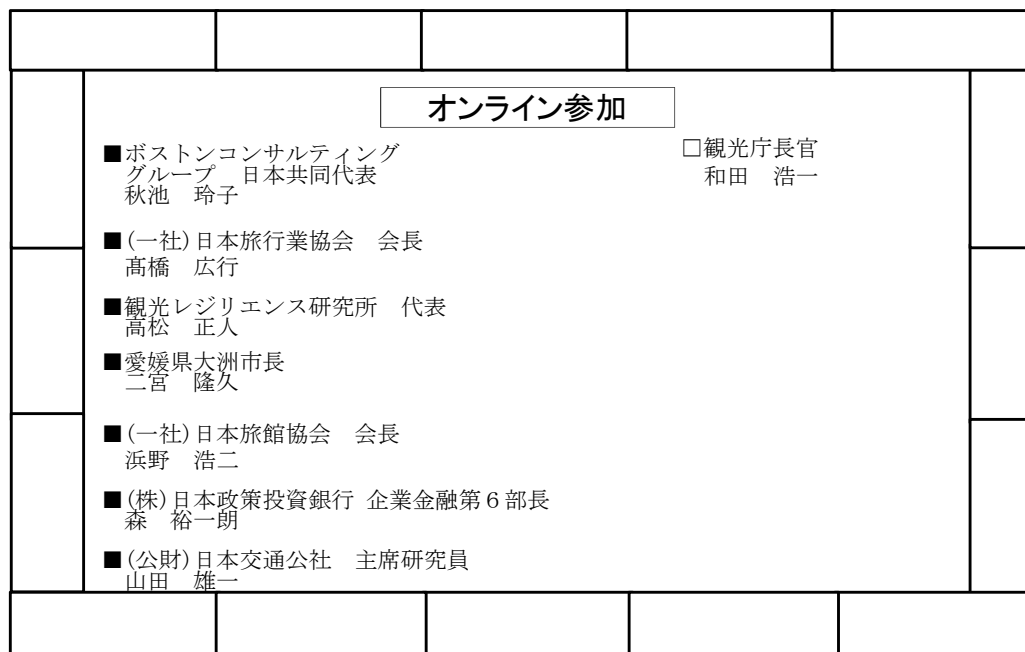 オンライン参加
■ボストンコンサルティング
グループ　日本共同代表
秋池　玲子
■(一社)日本旅行業協会　会長
髙橋　広行
■観光レジリエンス研究所　代表
高松　正人
■愛媛県大洲市長
二宮　隆久
■(一社)日本旅館協会　会長
浜野　浩二
■(株)日本政策投資銀行 企業金融第６部長
森　裕一朗
■(公財)日本交通公社　主席研究員
山田　雄一
□観光庁長官
和田　浩一